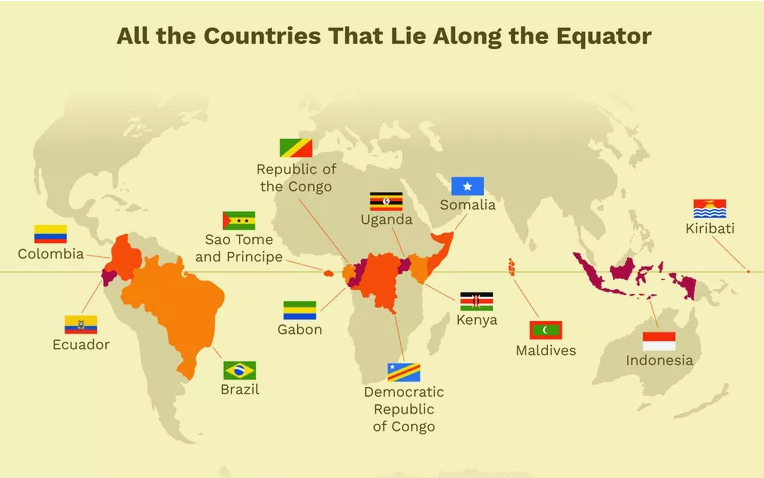 All the Countries That Lie Along the Equator
Republic of
the Congo
Somalia
Uganda
Kiribati
Sao Tome
and Principe
Colombia
Gabon
Kenya
Ecuador
Maldives
Indonesia
Brazil
Democratic
Republic
of Congo